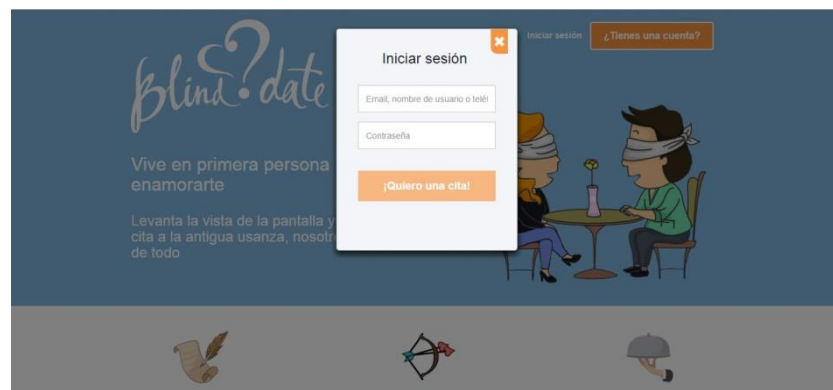 Blind? date
Iniciar sesión
¿Tienes una cuenta?
Vive en primera persona
enamorarte
Levanta la vista de la pantalla y
cita a la antigua usanza, nosotr
de todo
Iniciar sesión
Email, nombre de usuario o telé
Contraseña
¡Quiero una cita!